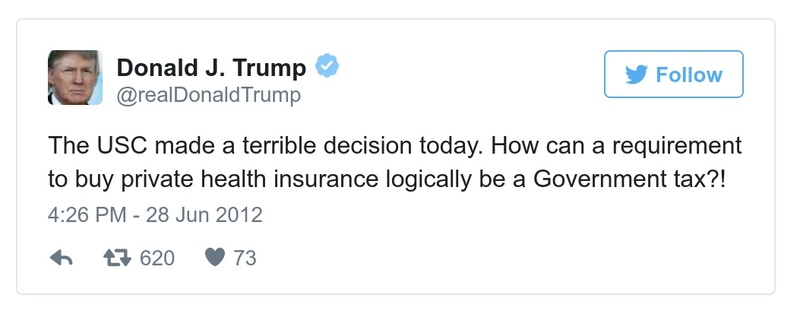 Donald J. Trump
Follow
@realDonaldTrump
The USC made a terrible decision today. How can a requirement
to buy private health insurance logically be a Government tax?!
4:26 PM - 28 Jun 2012
620 73